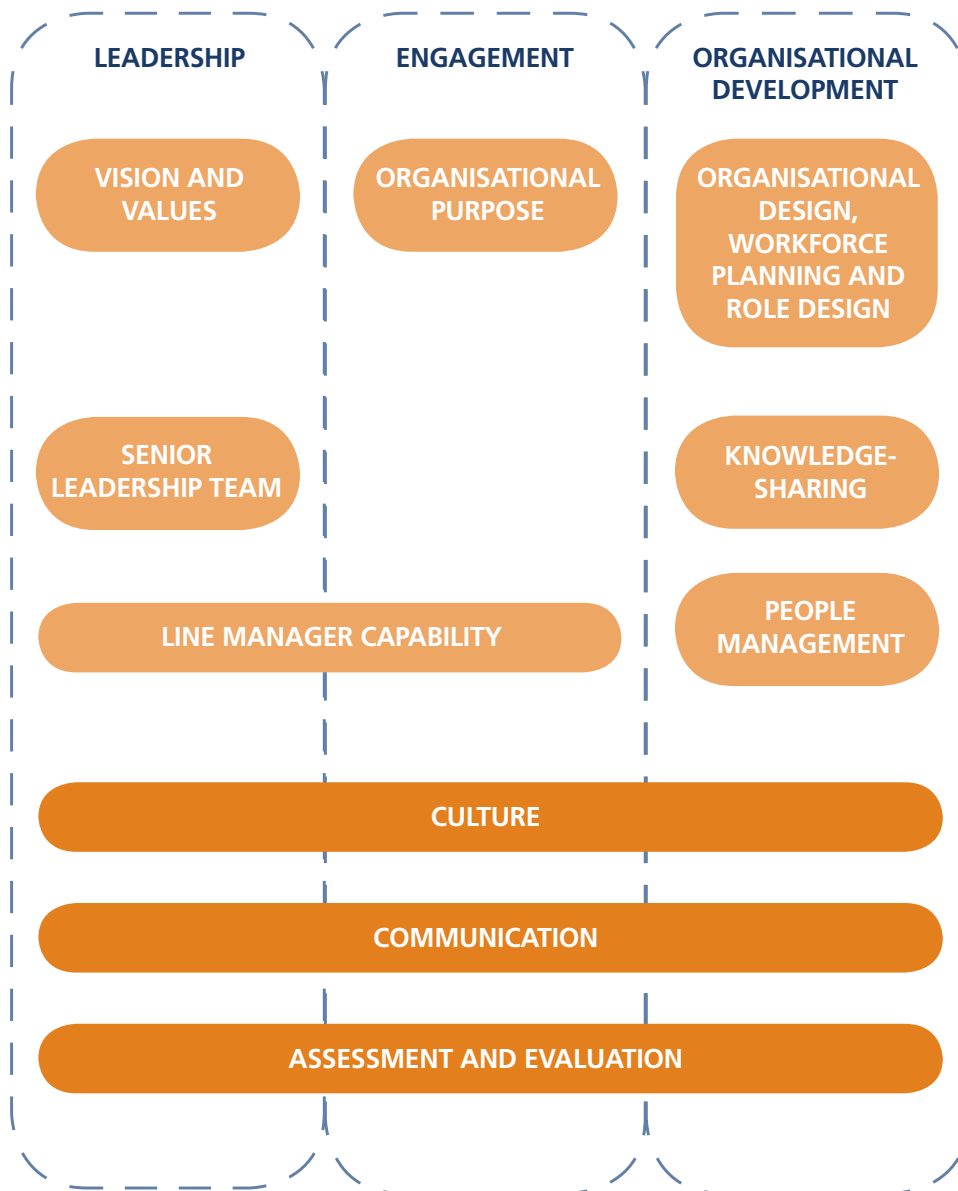 LEADERSHIP
ENGAGEMENT
ORGANISATIONAL
DEVELOPMENT
VISION AND
VALUES
ORGANISATIONAL
PURPOSE
ORGANISATIONAL
DESIGN,
WORKFORCE
PLANNING AND
ROLE DESIGN
SENIOR
LEADERSHIP TEAM
KNOWLEDGE-
SHARING
LINE MANAGER CAPABILITY
PEOPLE
MANAGEMENT
CULTURE
COMMUNICATION
ASSESSMENT AND EVALUATION